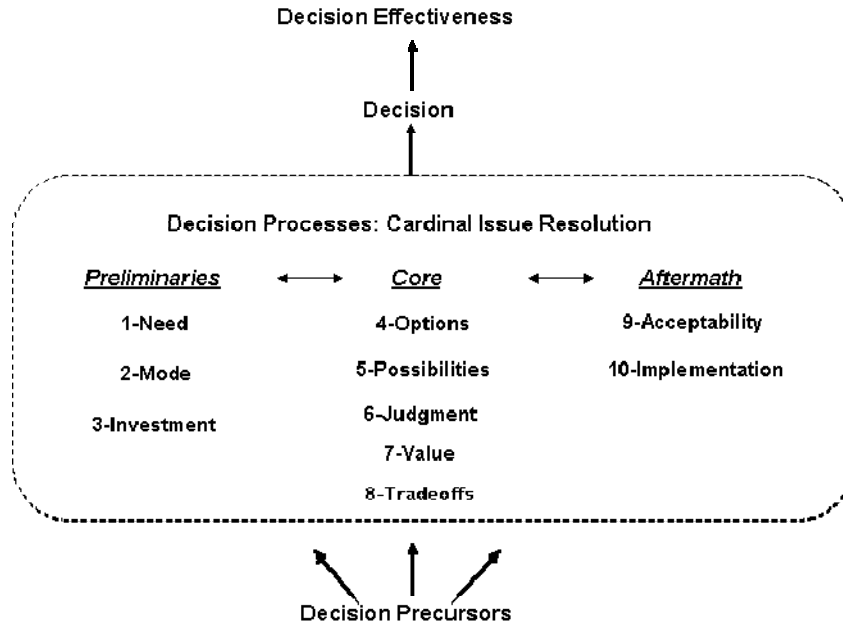 Decision Effectiveness
Decision
Decision Processes: Cardinal Issue Resolution
Preliminaries
Core
Aftermath
1-Need
4-Options
9-Acceptability
2-Mode
5-Possibilities
10-Implementation
3-Investment
6-Judgment
7-Value
8-Tradeoffs
Decision Precursors